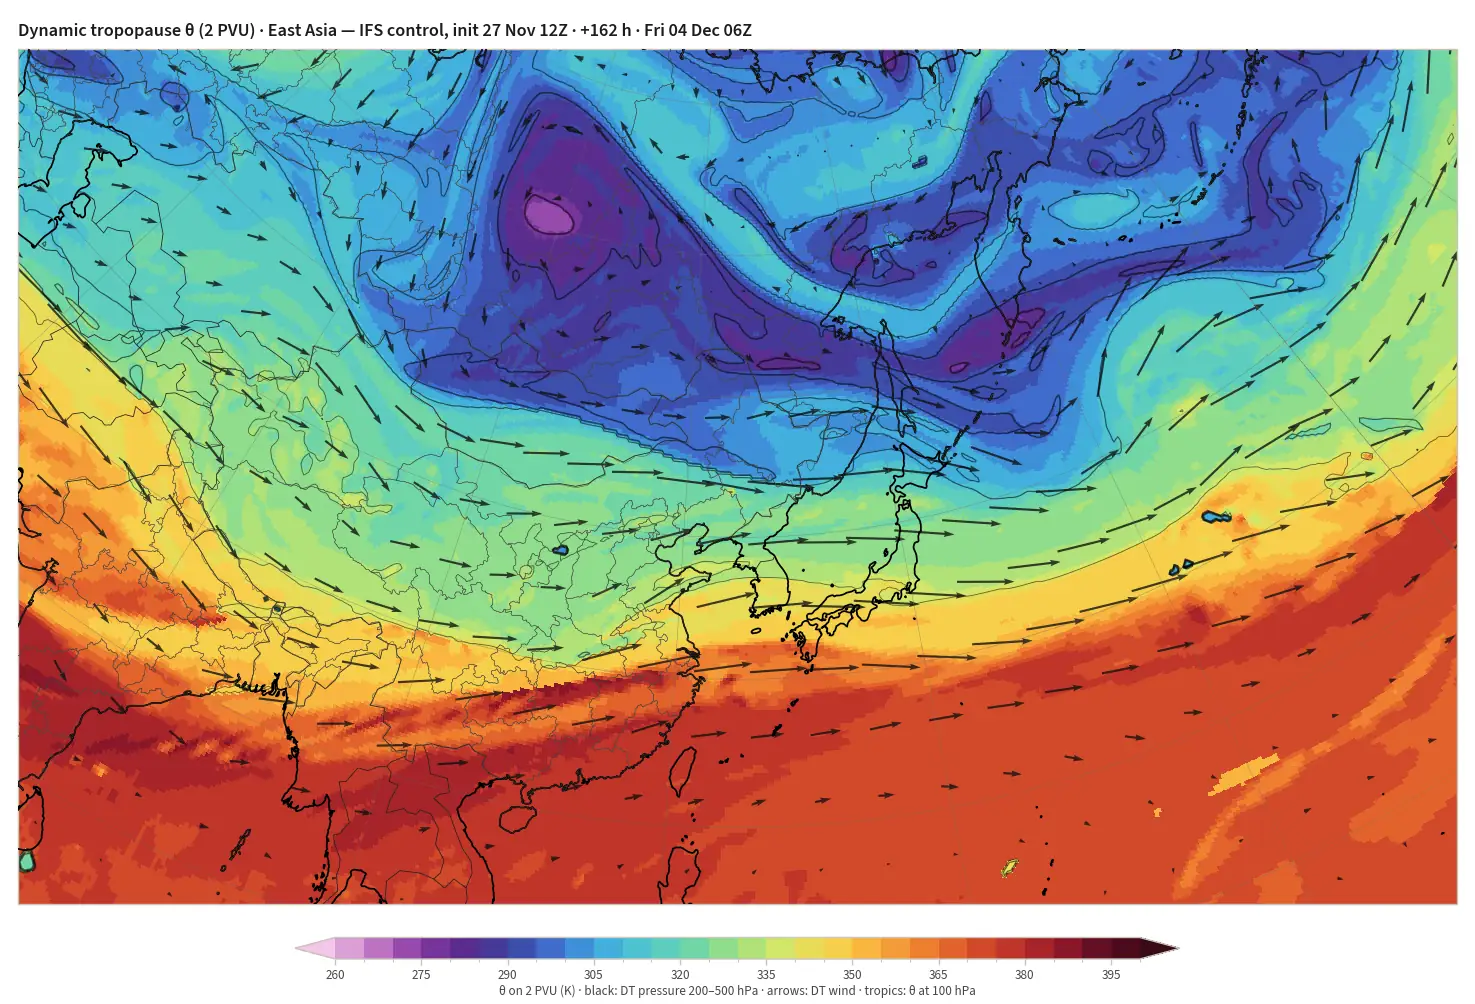 Dynamic tropopause θ (2 PVU) · East Asia — IFS control, init 27 Nov 12Z · +162 h · Fri 04 Dec 06Z
260 275 290 305 320 335 350 365 380 395
θ on 2 PVU (K) · black: DT pressure 200–500 hPa · arrows: DT wind · tropics: θ at 100 hPa